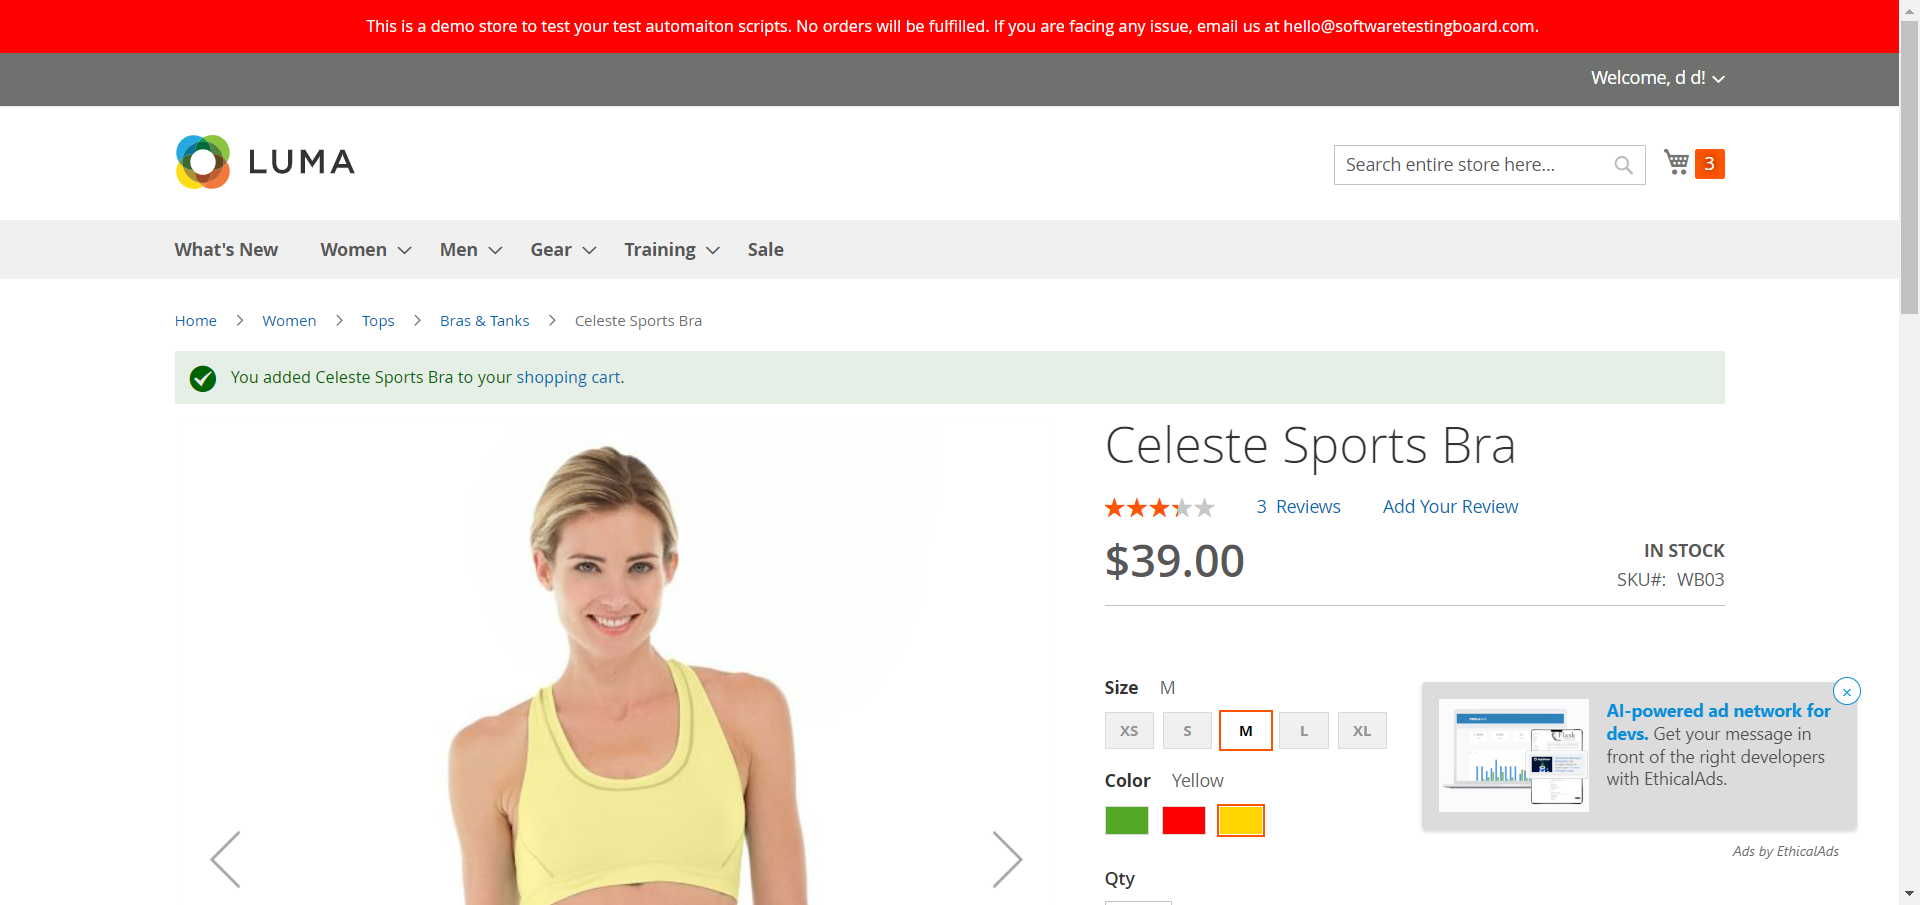 This is a demo store to test your test automaiton scripts. No orders will be fulfilled. If you are facing any issue, email us at hello@softwaretestingboard.com.
Welcome, d d!
LUMA
Search entire store here...
3
What's New
Women
Men
Gear
Training
Sale
Home
Women
Tops
Bras & Tanks
Celeste Sports Bra
You added Celeste Sports Bra to your shopping cart.
Celeste Sports Bra
3 Reviews
Add Your Review
$39.00
IN STOCK
SKU#: WB03
Size M
XS
S
M
L
XL
Color Yellow
Qty
AI-powered ad network for
devs. Get your message in
front of the right developers
with EthicalAds.
Ads by EthicalAds